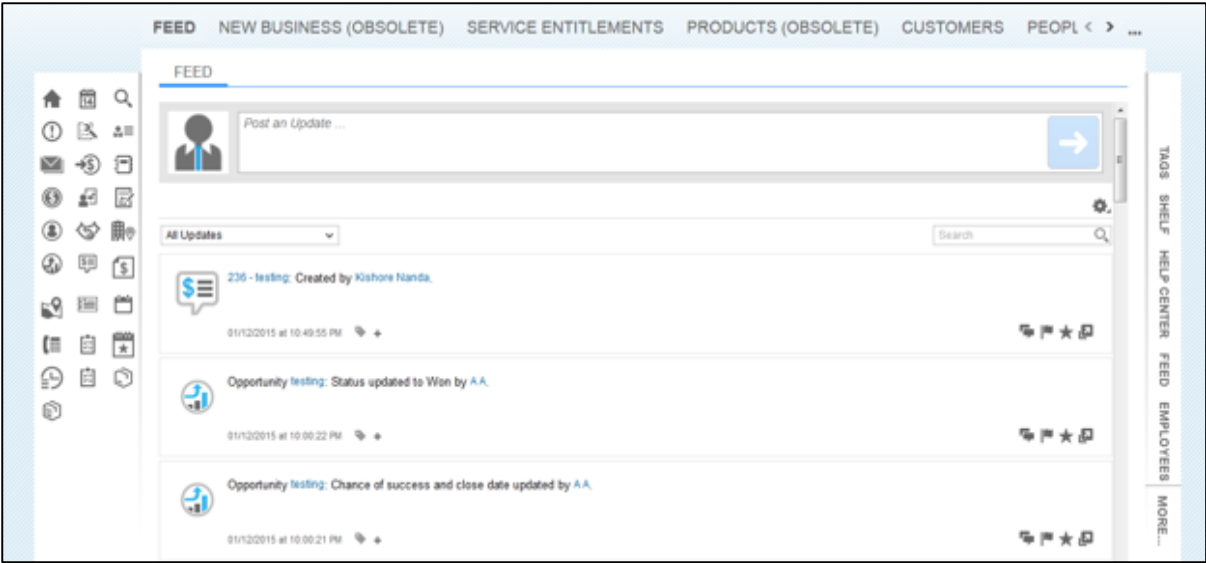 FEED NEW BUSINESS (OBSOLETE) SERVICE ENTITLEMENTS PRODUCTS (OBSOLETE) CUSTOMERS PEOPL < > ...
FEED
14
Post an Update ...
All Updates
Search
236 - testing: Created by Kishore Nanda.
01/12/2015 at 10:49:55 PM
Opportunity testing: Status updated to Won by A A.
01/12/2015 at 10:00:22 PM
Opportunity testing: Chance of success and close date updated by A A.
01/12/2015 at 10:00:21 PM
TAGS
SHELF
HELP CENTER
FEED
EMPLOYEES
MORE...